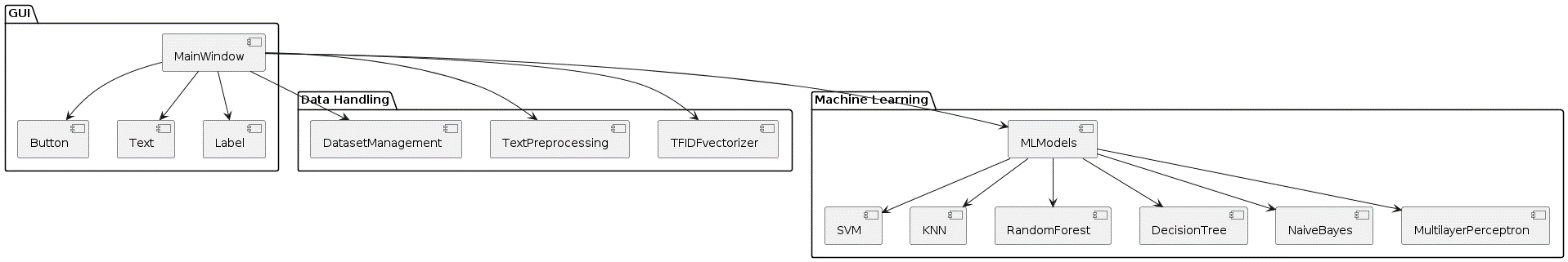 GUI
MainWindow
Button
Text
Label
Data Handling
DatasetManagement
TextPreprocessing
TFIDFvectorizer
Machine Learning
MLModels
SVM
KNN
RandomForest
DecisionTree
NaiveBayes
MultilayerPerceptron